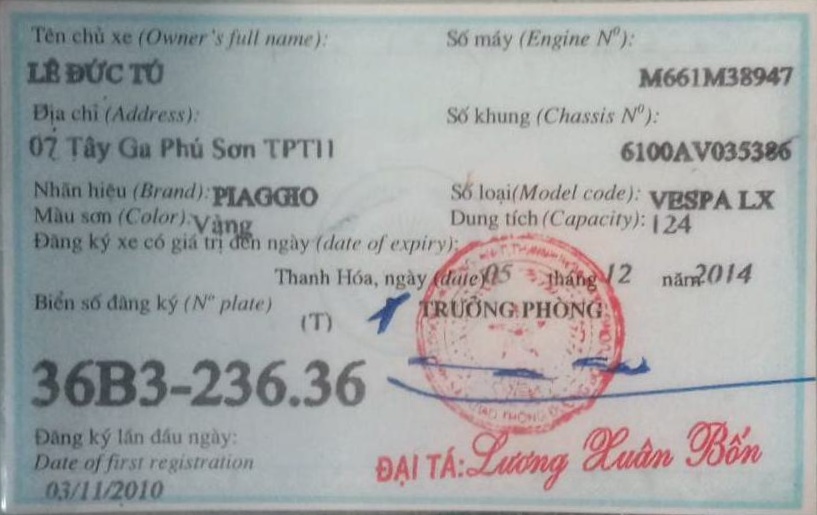 Tên chủ xe (Owner's full name):
LÊ ĐỨC TÚ
Số máy (Engine Nº):
M661M38947
Địa chỉ (Address):
07 Tây Ga Phú Sơn TPTH
Số khung (Chassis Nº):
6100AV035386
Nhãn hiệu (Brand): PIAGGIO
Số loại(Model code): VESPA LX
Màu sơn (Color): Vàng
Dung tích (Capacity): 124
Đăng ký xe có giá trị đến ngày (date of expiry):
Thanh Hóa, ngày (date) 05 tháng 12 năm 2014
Biển số đăng ký (Nº plate)
(T)
TRƯỞNG PHÒNG
36B3-236.36
Đăng ký lần đầu ngày:
Date of first registration
03/11/2010
ĐẠI TÁ: Lương Xuân Bốn